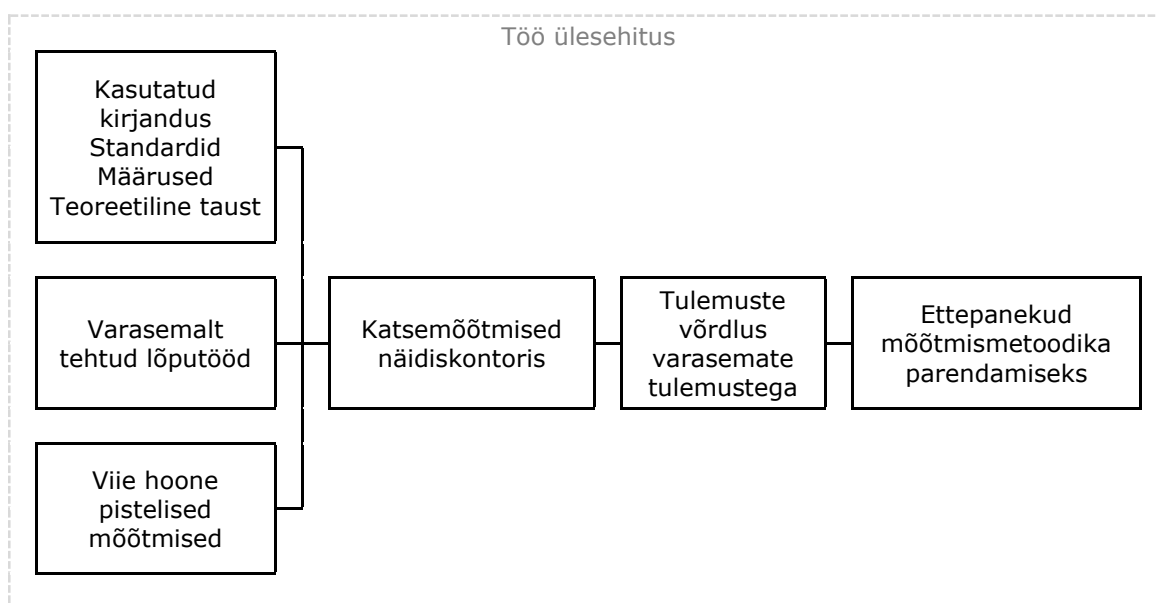 Töö ülesehitus
Kasutatud
kirjandus
Standardid
Määrused
Teoreetiline taust
Varasemalt
tehtud lõputööd
Viie hoone
pistelised
mõõtmised
Katsemõõtmised
näidiskontoris
Tulemuste
võrdlus
varasemate
tulemustega
Ettepanekud
mõõtmismetoodika
parendamiseks